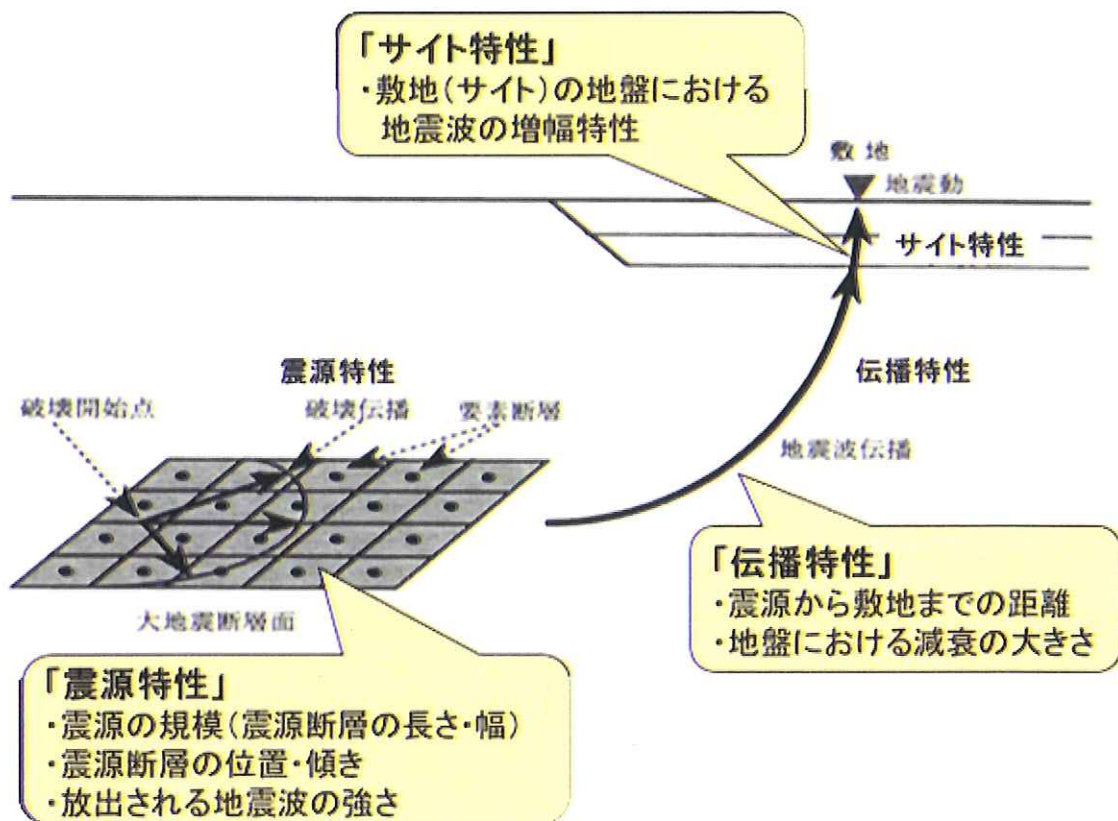 「サイト特性」
・敷地(サイト)の地盤における
地震波の増幅特性
敷地
地震動
サイト特性
震源特性
伝播特性
破壊開始点
破壊伝播
要素断層
地震波伝播
大地震断層面
「伝播特性」
・震源から敷地までの距離
・地盤における減衰の大きさ
「震源特性」
・震源の規模(震源断層の長さ・幅)
・震源断層の位置・傾き
・放出される地震波の強さ